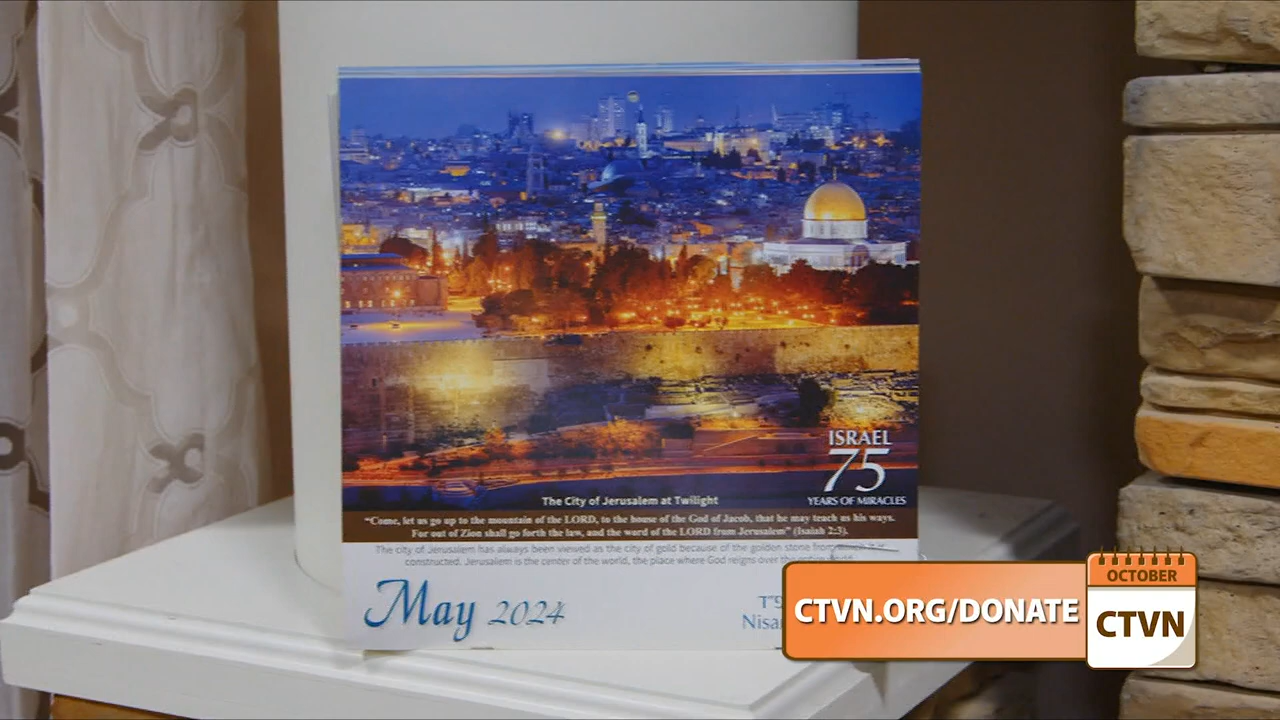 ISRAEL
75
YEARS OF MIRACLES
The City of Jerusalem at Twilight
“Come, let us go up to the mountain of the LORD, to the house of the God of Jacob, that he may teach us his ways.
For out of Zion shall go forth the law, and the word of the LORD from Jerusalem” (Isaiah 2:3).
The city of Jerusalem has always been viewed as the city of gold because of the golden stone from
constructed. Jerusalem is the center of the world, the place where God reigns over the
May 2024
OCTOBER
CTVN.ORG/DONATE
CTVN